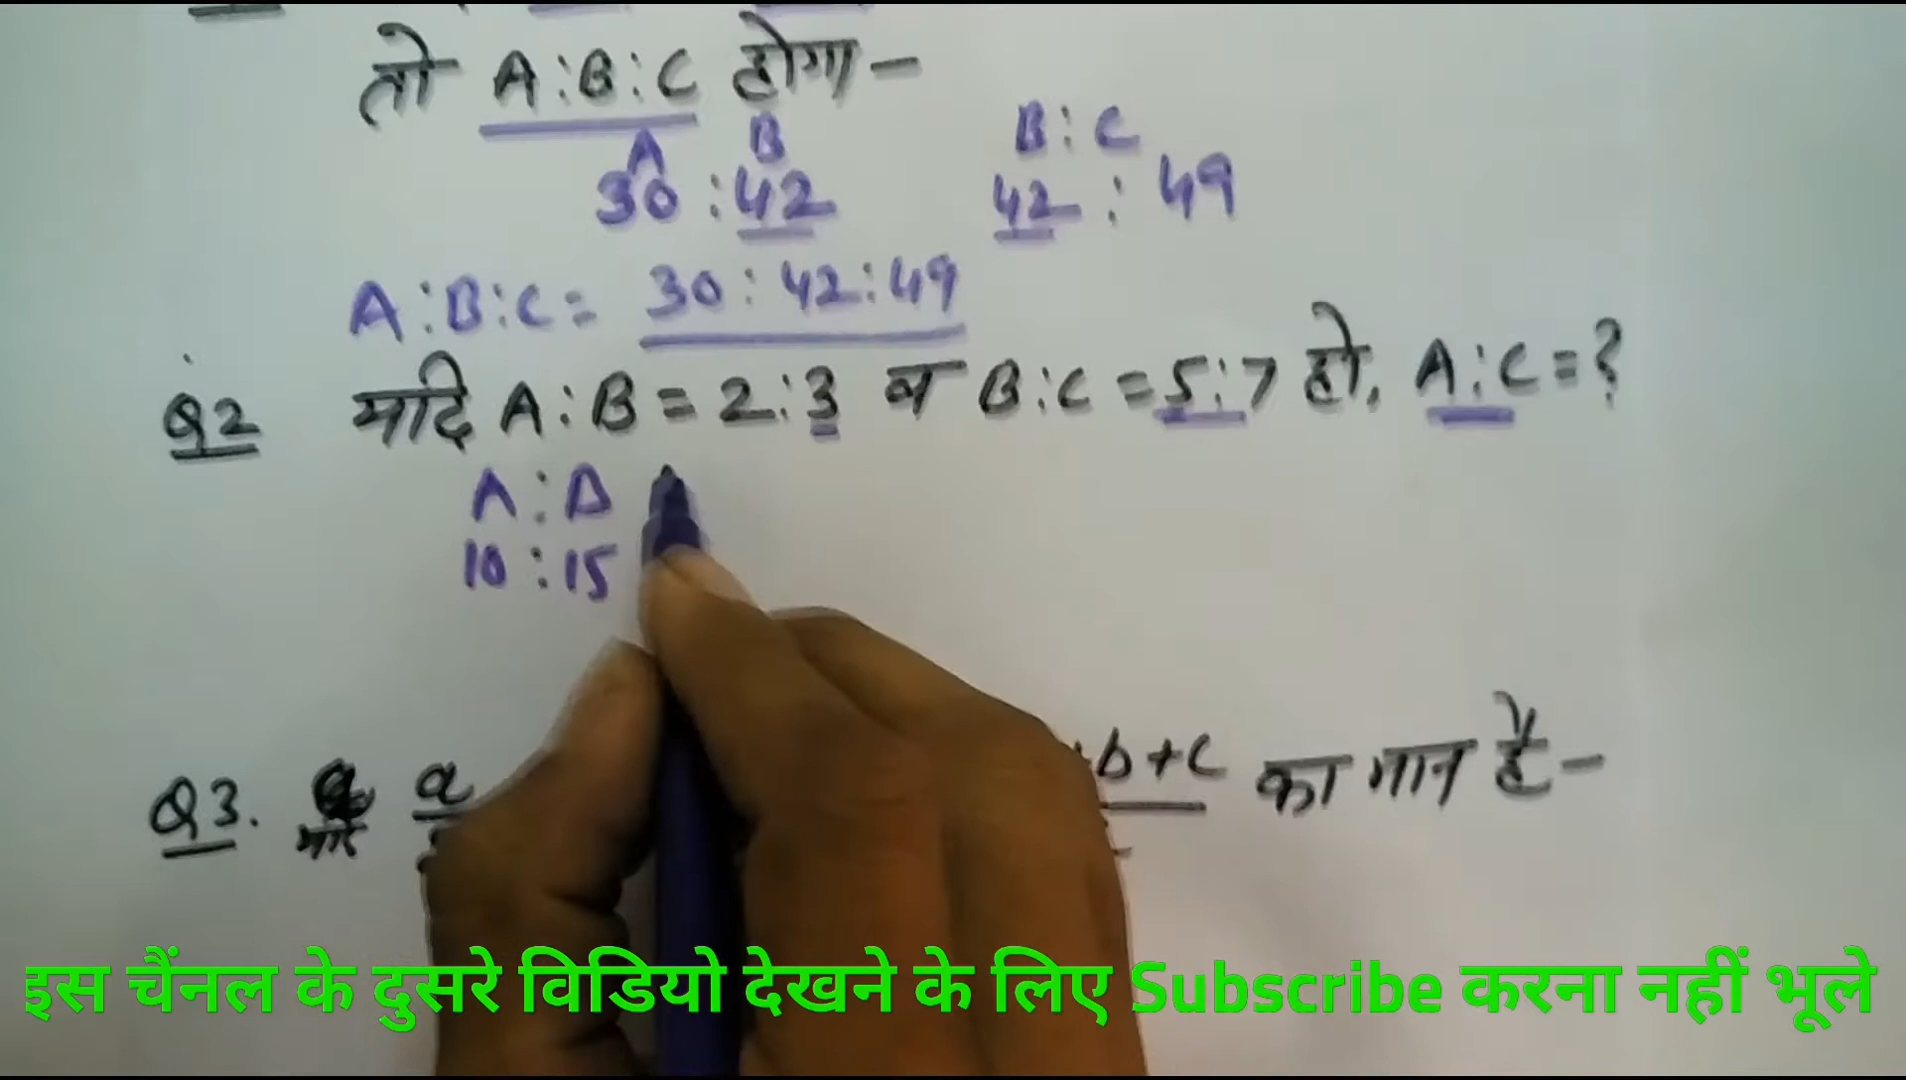 तो A:B:C होगा-
A B B:C
30:42 42:49
A:B:C= 30:42:49
Q2 यदि A:B=2:3 व B:C=5:7 हो, A:C=?
A:
10:15
Q3. a b+c का मान है-
इस चैंनल के दुसरे विडियो देखने के लिए Subscribe करना नहीं भूले